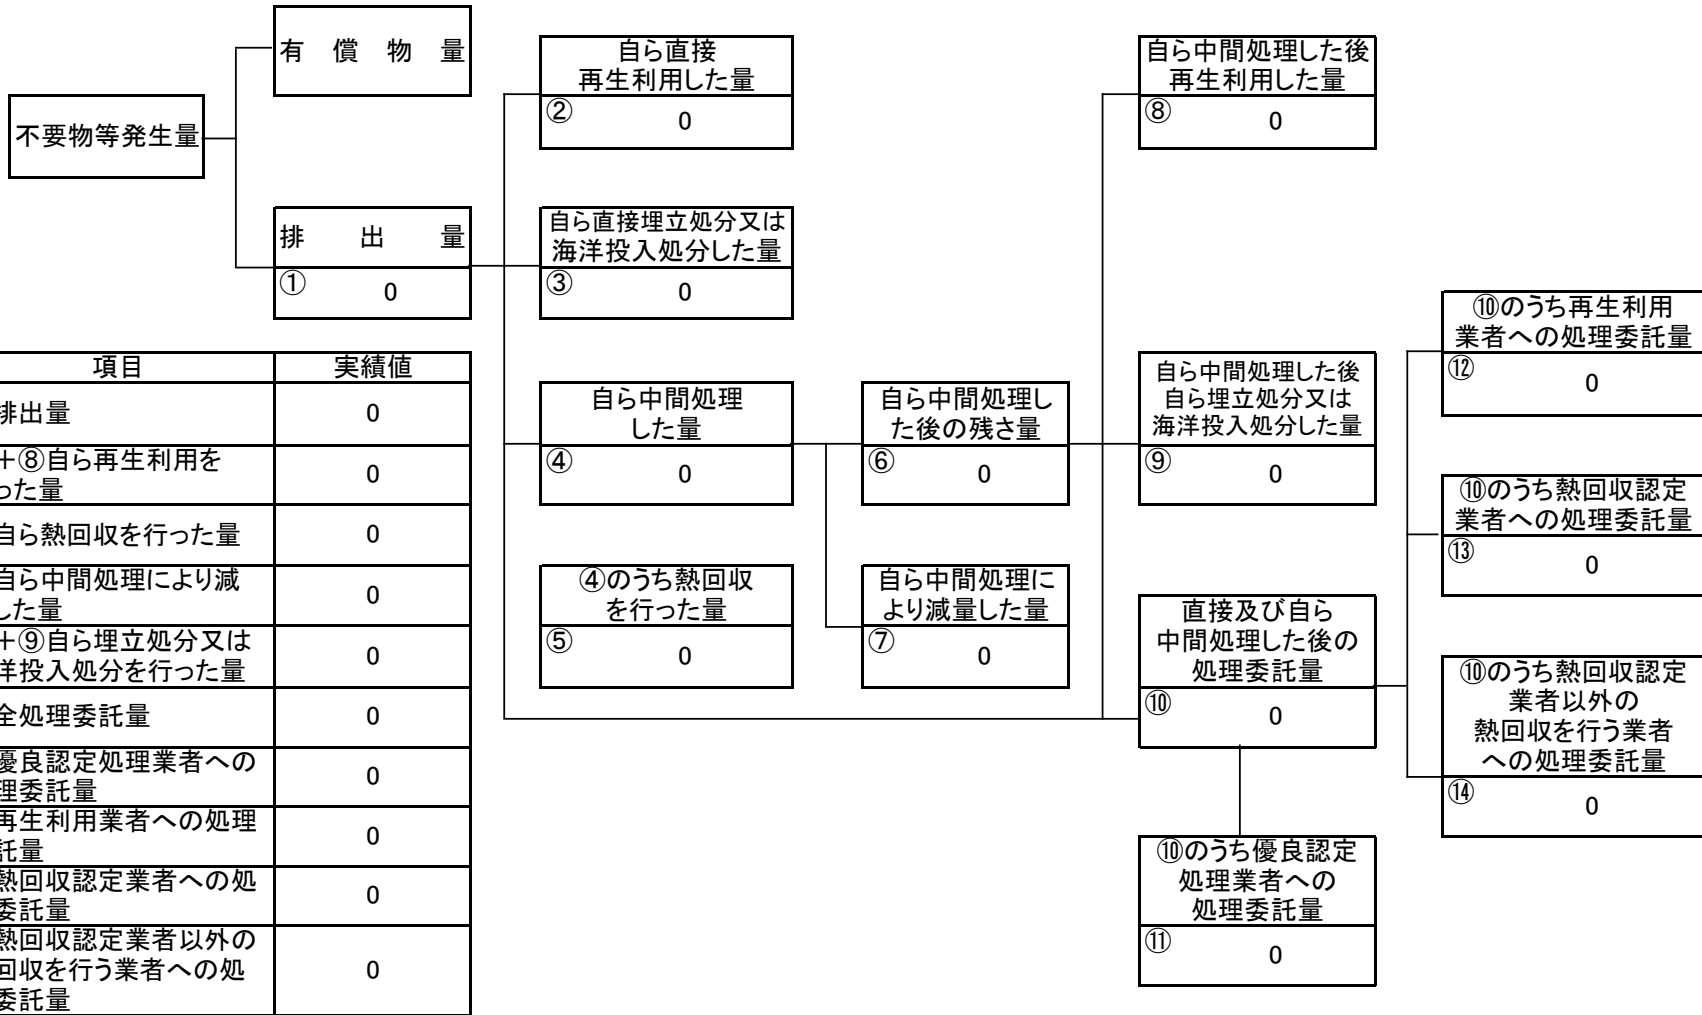 不要物等発生量
有 償 物 量
排 出 量
①
0
自ら直接
再生利用した量
②
0
自ら直接埋立処分又は
海洋投入処分した量
③
0
自ら中間処理
した量
④
0
④のうち熱回収
を行った量
⑤
0
自ら中間処理し
た後の残さ量
⑥
0
自ら中間処理に
より減量した量
⑦
0
自ら中間処理した後
再生利用した量
⑧
0
自ら中間処理した後
自ら埋立処分又は
海洋投入処分した量
⑨
0
直接及び自ら
中間処理した後の
処理委託量
⑩
0
⑩のうち優良認定
処理業者への
処理委託量
⑪
0
⑩のうち再生利用
業者への処理委託量
⑫
0
⑩のうち熱回収認定
業者への処理委託量
⑬
0
⑩のうち熱回収認定
業者以外の
熱回収を行う業者
への処理委託量
⑭
0
項目 実績値
排出量 0
+⑧自ら再生利用を
った量
0
自ら熱回収を行った量 0
自ら中間処理により減
した量
0
+⑨自ら埋立処分又は
洋投入処分を行った量
0
全処理委託量 0
優良認定処理業者への
理委託量
0
再生利用業者への処理
託量
0
熱回収認定業者への処
委託量
0
熱回収認定業者以外の
回収を行う業者への処
委託量
0